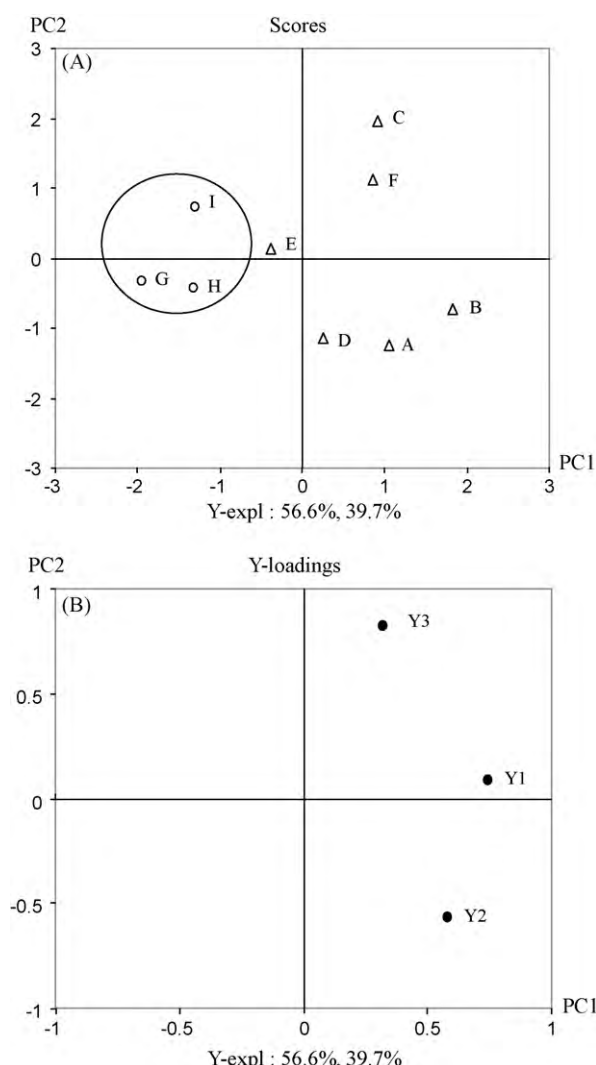 PC2 Scores
3
(A)
C
2
F
1
I
E
0
G H
B
-1
D A
-2
-3
PC1
-3 -2 -1 0 1 2 3
Y-expl : 56.6%, 39.7%
PC2 Y-loadings
1
(B)
Y3
0.5
Y1
0
-0.5
Y2
-1
PC1
-1 -0.5 0 0.5 1
Y-expl : 56.6%, 39.7%